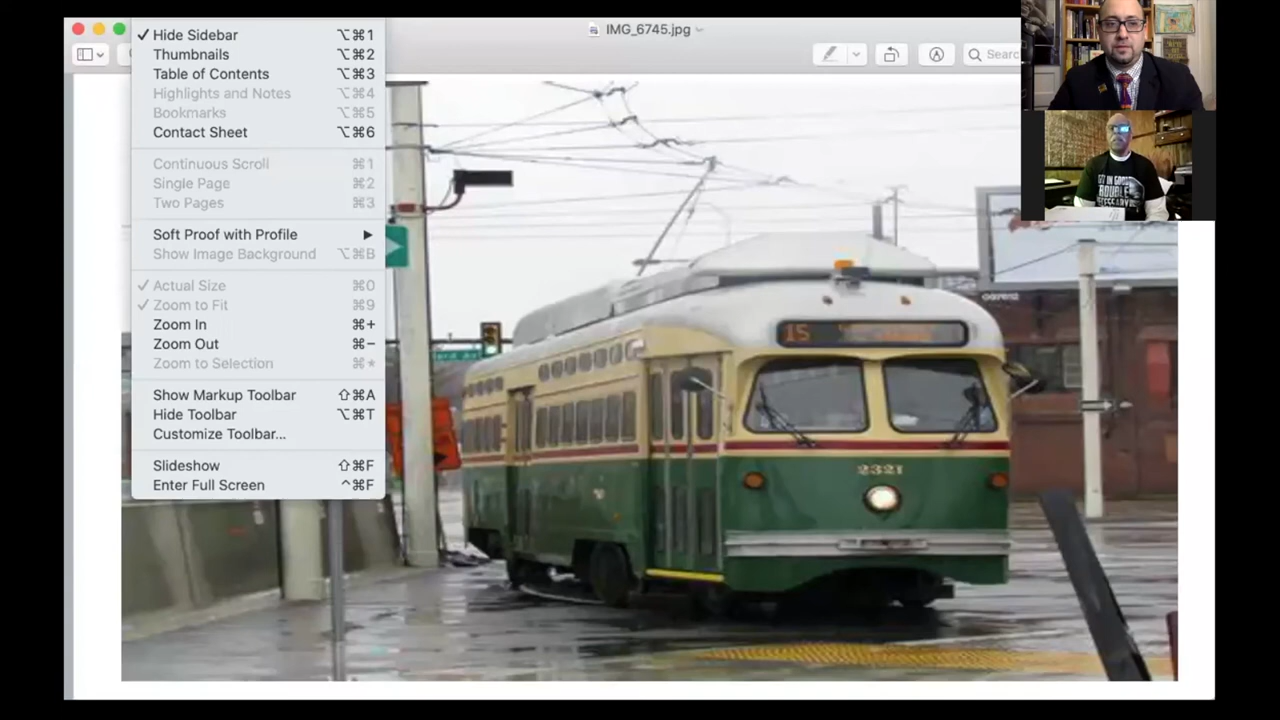 IMG_6745.jpg
Hide Sidebar ⌥⌘1
Thumbnails ⌥⌘2
Table of Contents ⌥⌘3
Highlights and Notes ⌥⌘4
Bookmarks ⌥⌘5
Contact Sheet ⌥⌘6
Continuous Scroll ⌘1
Single Page ⌘2
Two Pages ⌘3
Soft Proof with Profile
Show Image Background ⌥⌘B
Actual Size ⌘0
Zoom to Fit ⌘9
Zoom In ⌘+
Zoom Out ⌘−
Zoom to Selection ⌘*
Show Markup Toolbar ⇧⌘A
Hide Toolbar ⌥⌘T
Customize Toolbar...
Slideshow ⇧⌘F
Enter Full Screen ^⌘F
Searc
15
2321
TROUBLE